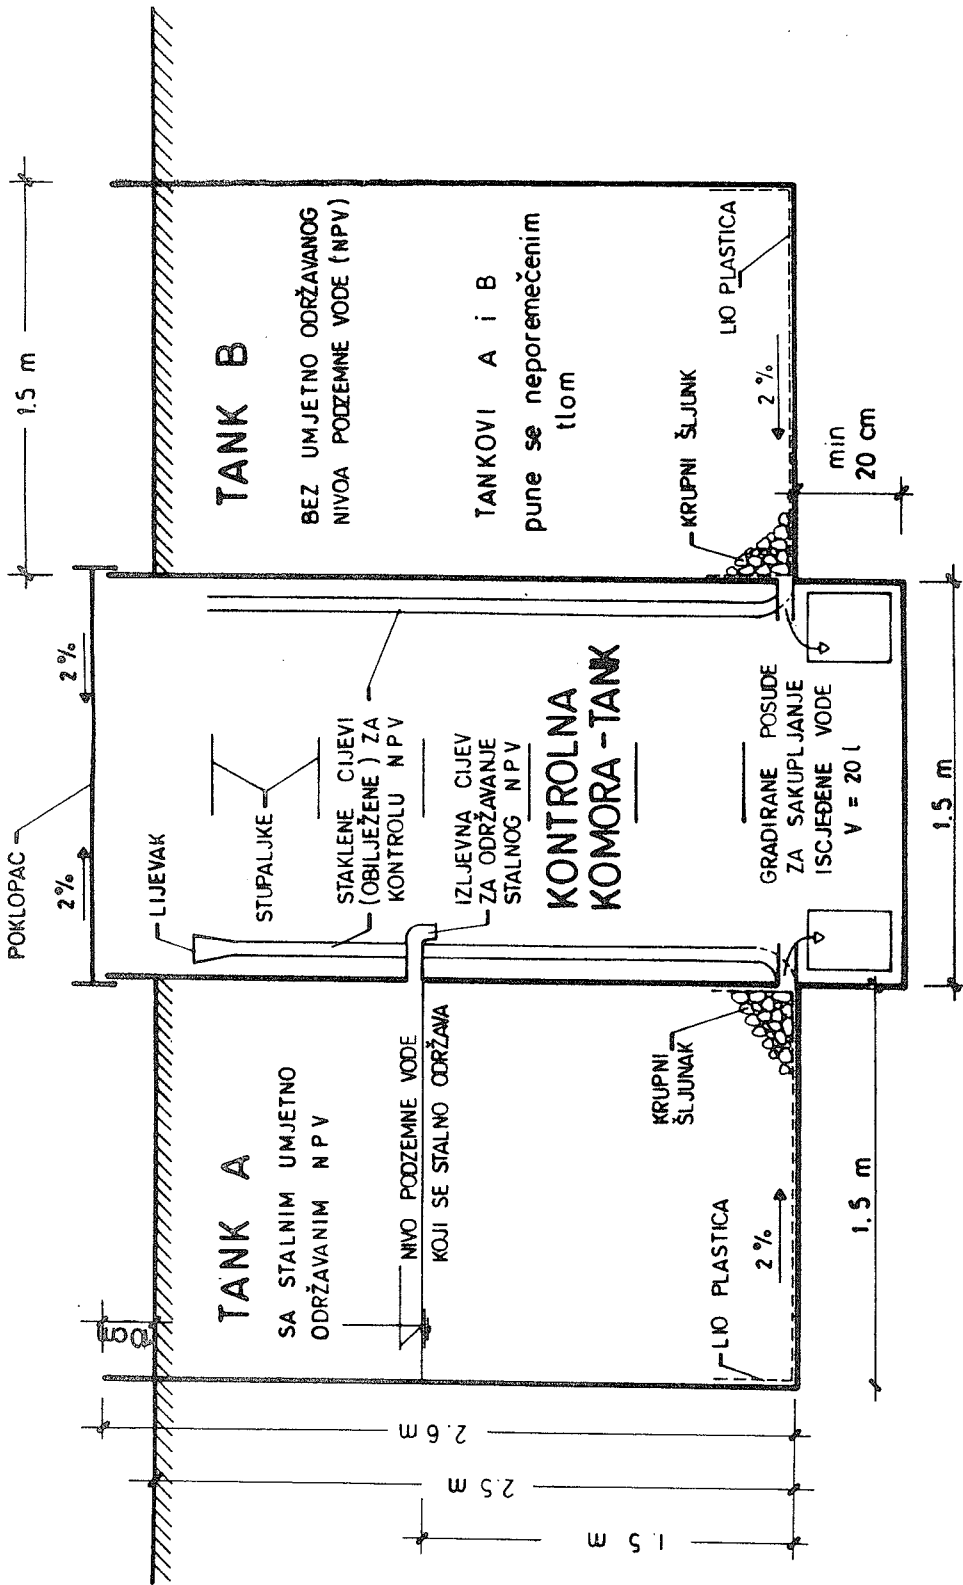 POKLOPAC
2%
2%
1.5 m
LIJEVAK
STUPALJKE
STAKLENE CIJEVI
(OBILJEŽENE) ZA
KONTROLU NPV
IZLJEVNA CIJEV
ZA ODRŽAVANJE
STALNOG NPV
KONTROLNA
KOMORA-TANK
GRADIRANE POSUDE
ZA SAKUPLJANJE
ISCJEĐENE VODE
V = 20 l
1.5 m
TANK A
SA STALNIM UMJETNO
ODRŽAVANIM NPV
NIVO PODZEMNE VODE
KOJI SE STALNO ODRŽAVA
KRUPNI
ŠLJUNAK
LIO PLASTICA
2%
1.5 m
2.6 m
2.5 m
1.5 m
TANK B
BEZ UMJETNO ODRŽAVANOG
NIVOA PODZEMNE VODE (NPV)
TANKOVI A i B
pune se neporemećenim
tlom
KRUPNI ŠLJUNK
LIO PLASTICA
2%
min
20 cm